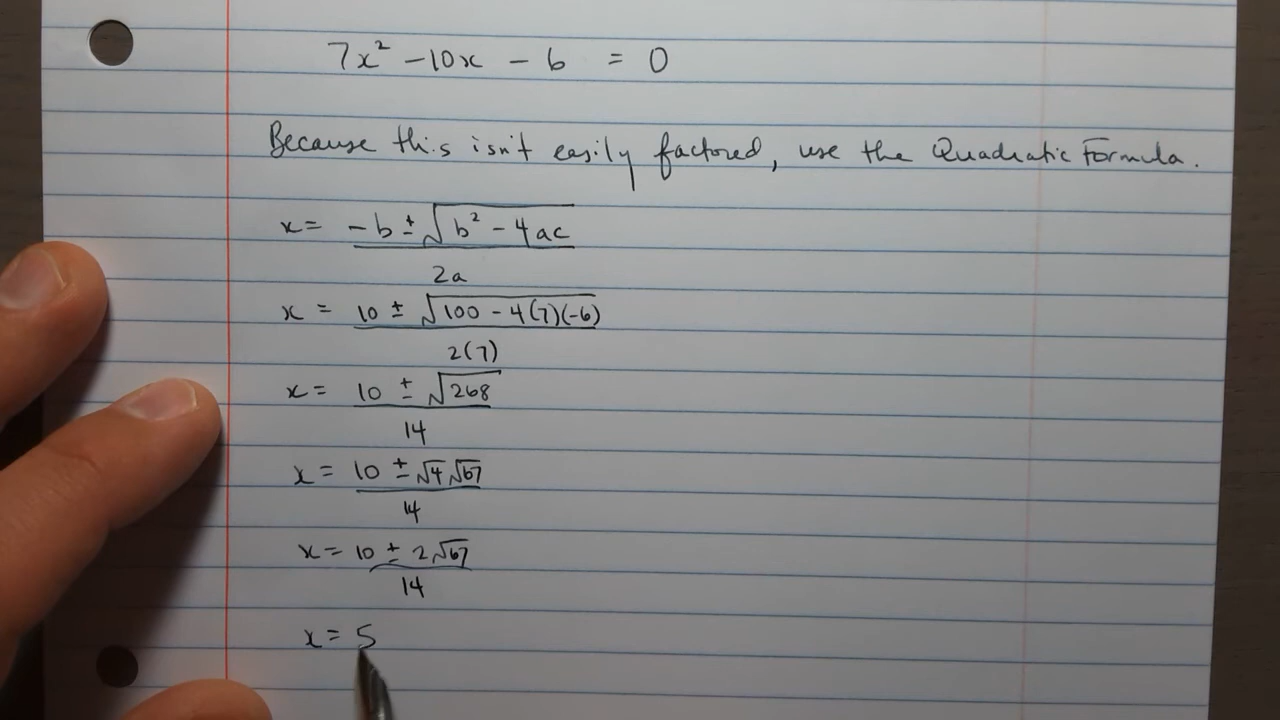 7x² - 10x - 6 = 0
Because this isn't easily factored, use the Quadratic Formula.
x = -b ± √b² - 4ac
2a
x = 10 ± √100 - 4(7)(-6)
2(7)
x = 10 ± √268
14
x = 10 ± √4 √67
14
x = 10 ± 2√67
14
x = 5